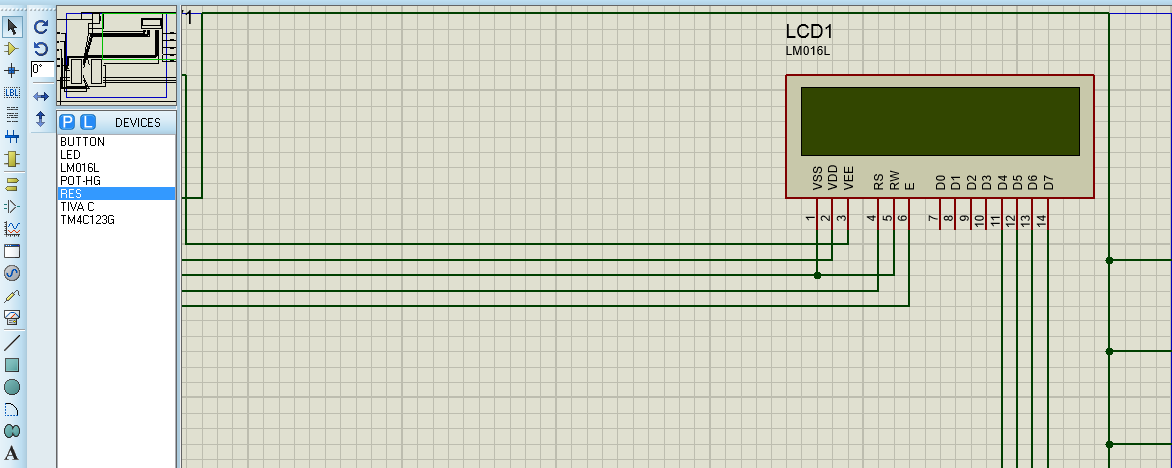 1
LCD1
LM016L
0°
LBL
P L DEVICES
BUTTON
LED
LM016L
POT-HG
RES
TIVA C
TM4C123G
VSS
VDD
VEE
RS
RW
E
D0
D1
D2
D3
D4
D5
D6
D7
1
2
3
4
5
6
7
8
9
10
11
12
13
14
A